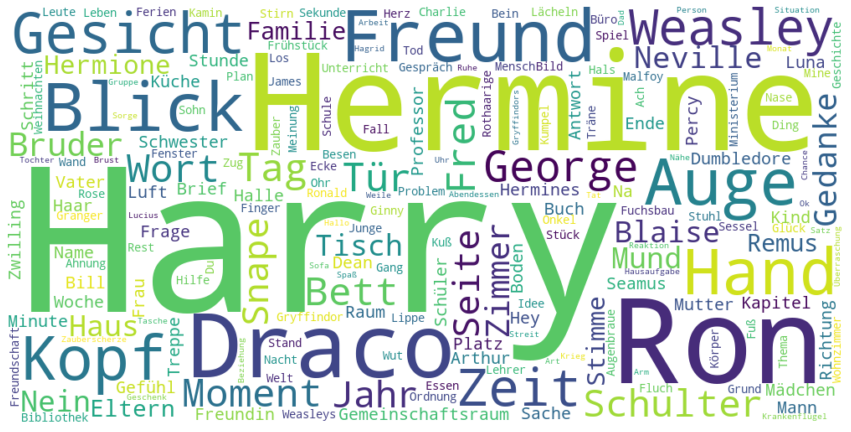 Leute Leben Ferien Kamin Stirn Sekunde Herz Charlie Lächeln
Gesicht Familie Freund Weasley
Frühstück Tod Bein Arbeit Hagrid Dad Büro Spiel Person Situation Monat
Hermione Stunde Plan Los Gespräch Ruhe MenschBild Neville Luna
Schritt Weihnachten Gruppe Küche James Unterricht Hals Malfoy Ach Mine Geschichte
Blick Hermine
Sorge Sohn Zauber Meinung Schule Fall Rothaarige Gryffindors Kumpel Träne Antwort Percy Ministerium Nase Ding
Bruder Schwester Professor Fred Ende Dumbledore Gedanke
Tochter Wand Brust Fenster Zug Besen Ecke Uhr Nähe Chance
Wort Tag Tür George Auge
Vater Luft Brief Halle Ohr Ronald Weile Problem Abendessen Hermines Na Fuchsbau Stuhl Ok
Zwilling Haar Rose Granger Lucius Finger Hallo Ginny Buch Onkel Tat Sessel Kind Glück Satz Überraschung
Harry
Name Frage Junge Stück Blaise Remus
Ahnung Rest Du Hilfe Sofa Spaß Dean Gang Kuß Tisch Seite Zimmer Boden Mund Hand
Bill Snape Bett Schüler Seamus Reaktion Hausaufgabe
Woche Frau Raum Lippe Hey Idee Stimme Mutter Kapitel Richtung
Minute Haus Draco Platz Streit Ron
Zauberscherze Tasche Treppe Gryffindor Stand Wut Arthur Art Krieg Augenbraue Körper Fuß Thema Wohnzimmer
Kopf Gefühl Beziehung Nacht Welt Essen Lehrer Zeit Arm Fluch Grund Mädchen
Freundschaft Nein Eltern Geschenk Moment Jahr Ordnung Sache Schulter Mann
Bibliothek Freundin Weasleys Gemeinschaftsraum Krankenflügel